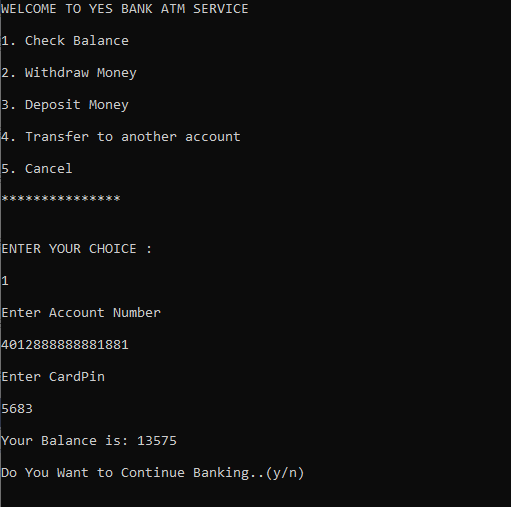 WELCOME TO YES BANK ATM SERVICE
1. Check Balance
2. Withdraw Money
3. Deposit Money
4. Transfer to another account
5. Cancel
***************
ENTER YOUR CHOICE :
1
Enter Account Number
4012888888881881
Enter CardPin
5683
Your Balance is: 13575
Do You Want to Continue Banking..(y/n)